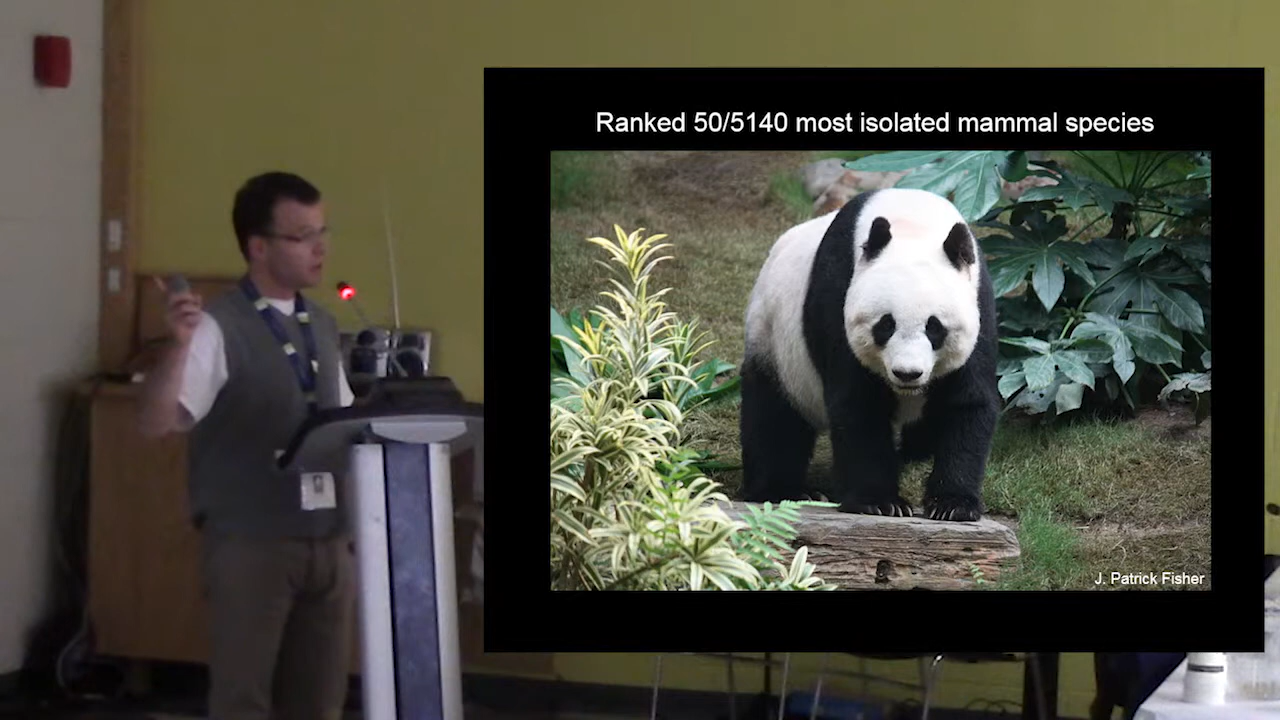 Ranked 50/5140 most isolated mammal species
J. Patrick Fisher